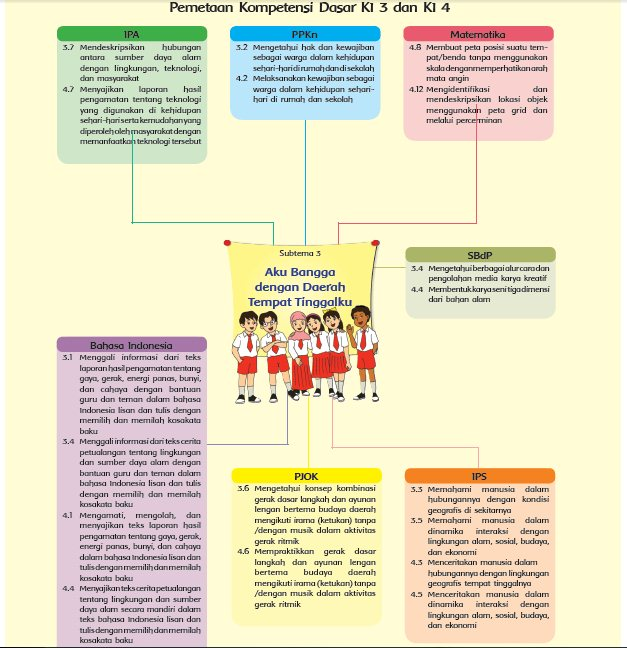 Pemetaan Kompetensi Dasar KI 3 dan KI 4
IPA
3.7 Mendeskripsikan hubungan
antara sumber daya alam
dengan lingkungan, teknologi,
dan masyarakat
4.7 Menyajikan laporan hasil
pengamatan tentang teknologi
yang digunakan di kehidupan
sehari-hari serta kemudahan yang
diperoleh oleh masyarakat dengan
memanfaatkan teknologi tersebut
PPKn
3.2 Mengetahui hak dan kewajiban
sebagai warga dalam kehidupan
sehari-hari di rumah dan di sekolah
4.2 Melaksanakan kewajiban sebagai
warga dalam kehidupan sehari-
hari di rumah dan sekolah
Matematika
4.8 Membuat peta posisi suatu tem-
pat/benda tanpa menggunakan
skala dengan memperhatikan arah
mata angin
4.12 Mengidentifikasi dan
mendeskripsikan lokasi objek
menggunakan peta grid dan
melalui percerminan
Subtema 3
Aku Bangga
dengan Daerah
Tempat Tinggalku
SBdP
3.4 Mengetahui berbagai alur cara dan
pengolahan media karya kreatif
4.4 Membentuk karya seni tiga dimensi
dari bahan alam
Bahasa Indonesia
3.1 Menggali informasi dari teks
laporan hasil pengamatan tentang
gaya, gerak, energi panas, bunyi,
dan cahaya dengan bantuan
guru dan teman dalam bahasa
Indonesia lisan dan tulis dengan
memilih dan memilah kosakata
baku
3.4 Menggali informasi dari teks cerita
petualangan tentang lingkungan
dan sumber daya alam dengan
bantuan guru dan teman dalam
bahasa Indonesia lisan dan tulis
dengan memilih dan memilah
kosakata baku
4.1 Mengamati, mengolah, dan
menyajikan teks laporan hasil
pengamatan tentang gaya, gerak,
energi panas, bunyi, dan cahaya
dalam bahasa Indonesia lisan dan
tulis dengan memilih dan memilah
kosakata baku
4.4 Menyajikan teks cerita petualangan
tentang lingkungan dan sumber
daya alam secara mandiri dalam
teks bahasa Indonesia lisan dan
tulis dengan memilih dan memilah
kosakata baku
PJOK
3.6 Mengetahui konsep kombinasi
gerak dasar langkah dan ayunan
lengan bertema budaya daerah
mengikuti irama (ketukan) tanpa
/dengan musik dalam aktivitas
gerak ritmik
4.6 Mempraktikkan gerak dasar
langkah dan ayunan lengan
bertema budaya daerah
mengikuti irama (ketukan) tanpa
/dengan musik dalam aktivitas
gerak ritmik
IPS
3.3 Memahami manusia dalam
hubungannya dengan kondisi
geografis di sekitarnya
3.5 Memahami manusia dalam
dinamika interaksi dengan
lingkungan alam, sosial, budaya,
dan ekonomi
4.3 Menceritakan manusia dalam
hubungannya dengan lingkungan
geografis tempat tinggalnya
4.5 Menceritakan manusia dalam
dinamika interaksi dengan
lingkungan alam, sosial, budaya,
dan ekonomi